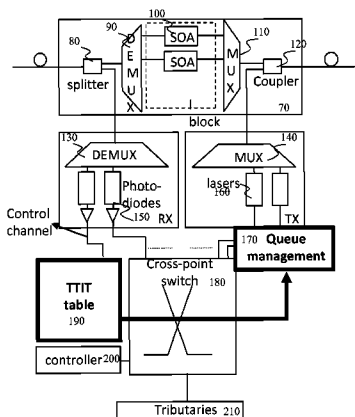 100
90
80
SOA
SOA
110
120
DEMUX
MUX
splitter
Coupler
block
70
130
DEMUX
140
MUX
Photo-
diodes
150
RX
lasers
160
TX
Control
channel
170
Queue
management
TTIT
table
190
Cross-point
switch
180
controller
200
Tributaries
210